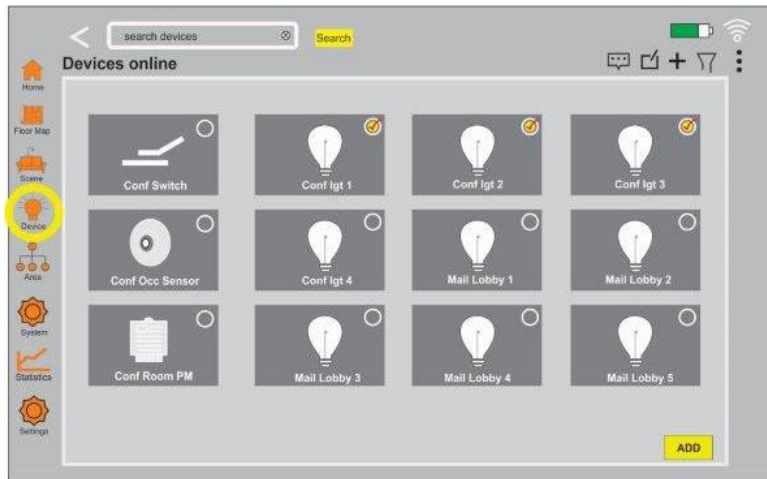 search devices
Search
Devices online
Home
Floor Map
Scene
Device
Area
System
Statistics
Settings
Conf Switch
Conf lgt 1
Conf lgt 2
Conf lgt 3
Conf Occ Sensor
Conf lgt 4
Mail Lobby 1
Mail Lobby 2
Conf Room PM
Mail Lobby 3
Mail Lobby 4
Mail Lobby 5
ADD